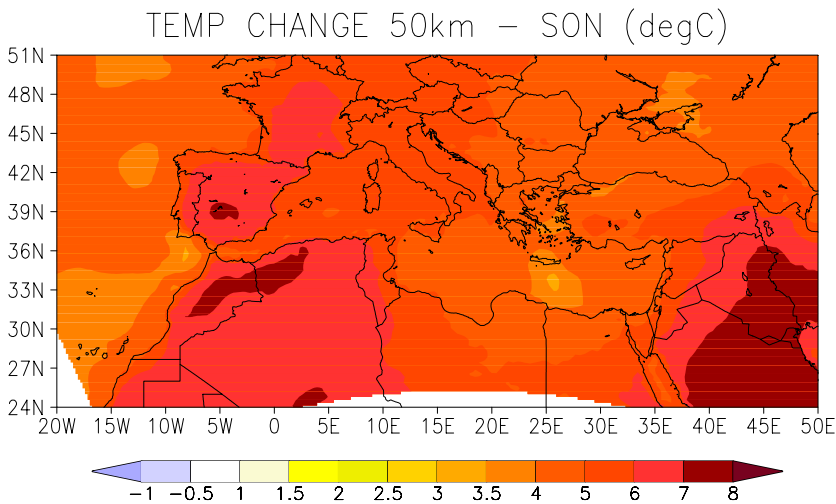 TEMP CHANGE 50km – SON (degC)
51N
48N
45N
42N
39N
36N
33N
30N
27N
24N
20W 15W 10W 5W 0 5E 10E 15E 20E 25E 30E 35E 40E 45E 50E
−1 −0.5 1 1.5 2 2.5 3 3.5 4 5 6 7 8